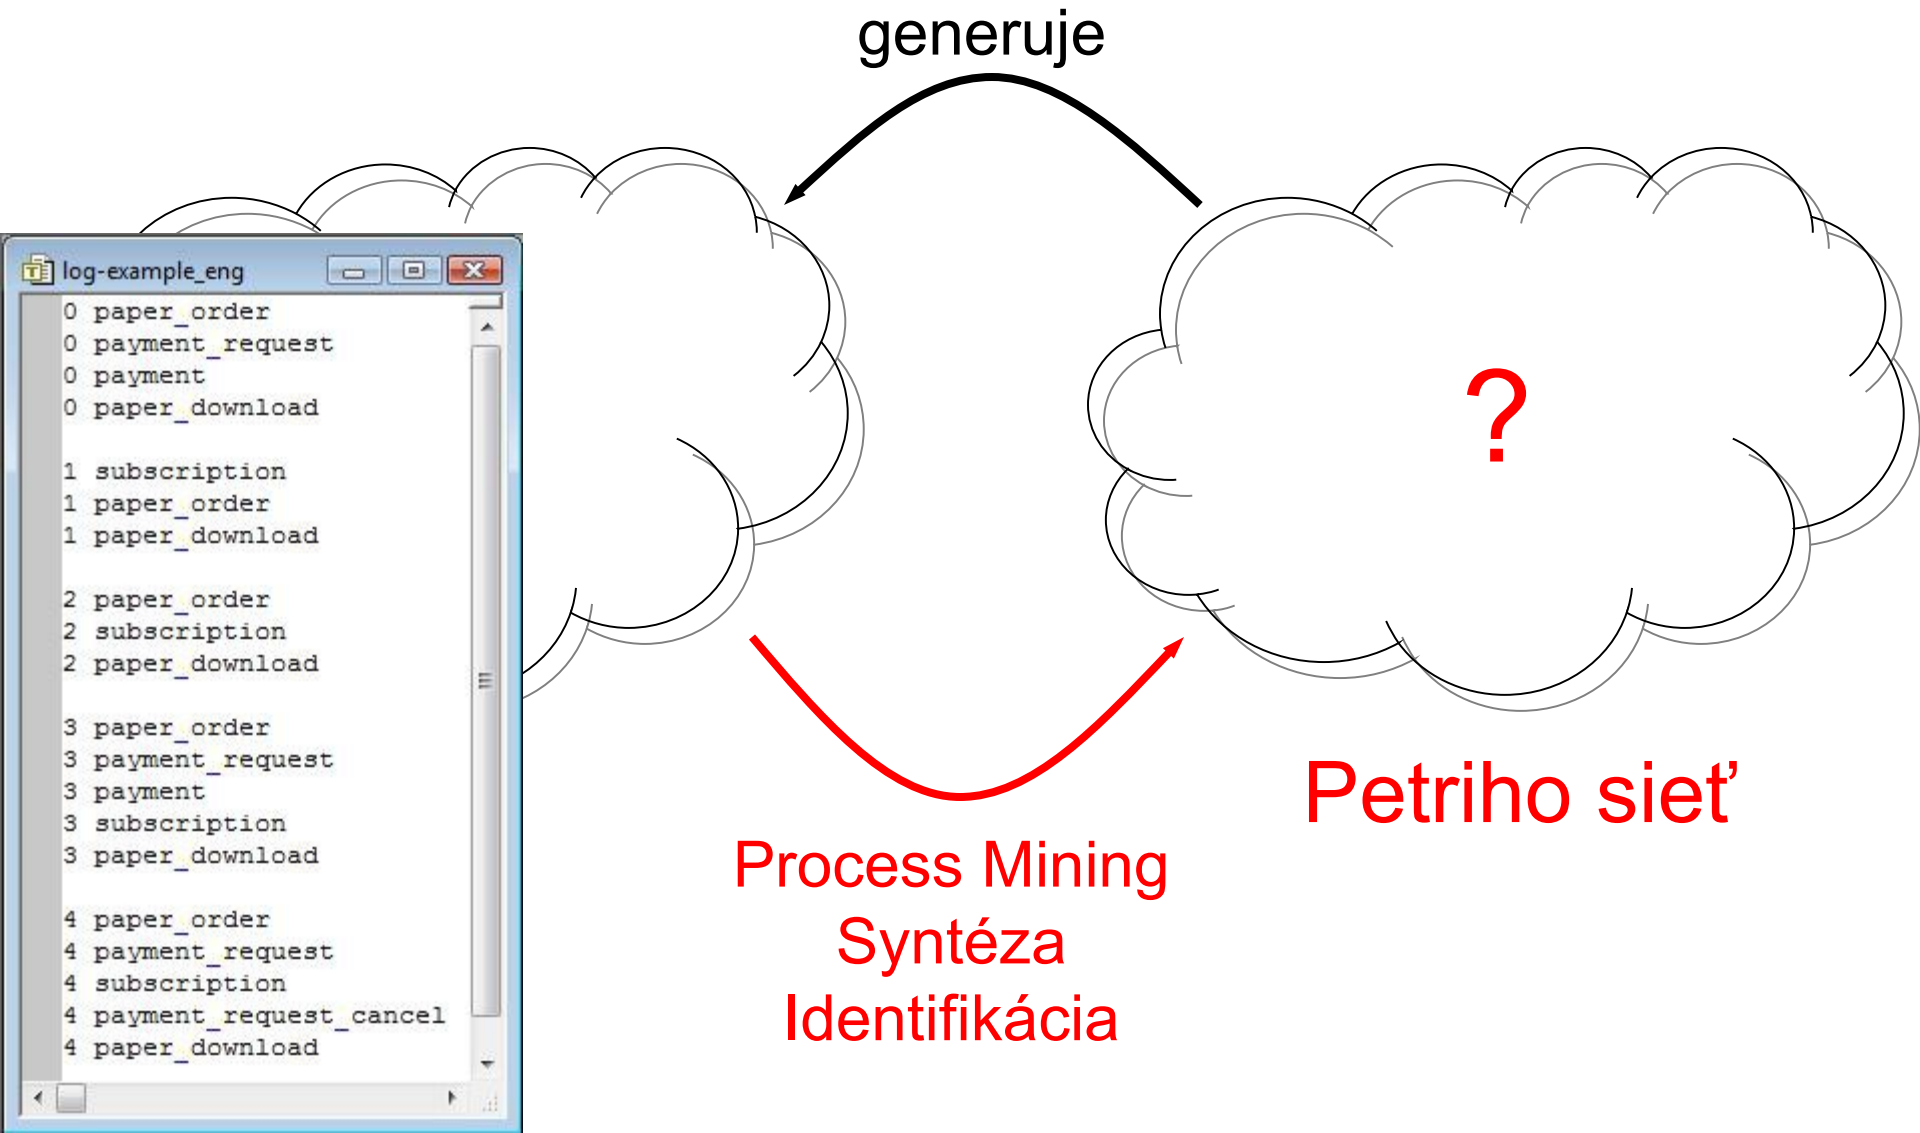 generuje
log-example_eng
0 paper_order
0 payment_request
0 payment
0 paper_download
1 subscription
1 paper_order
1 paper_download
2 paper_order
2 subscription
2 paper_download
3 paper_order
3 payment_request
3 payment
3 subscription
3 paper_download
4 paper_order
4 payment_request
4 subscription
4 payment_request_cancel
4 paper_download
?
Petriho sieť
Process Mining
Syntéza
Identifikácia